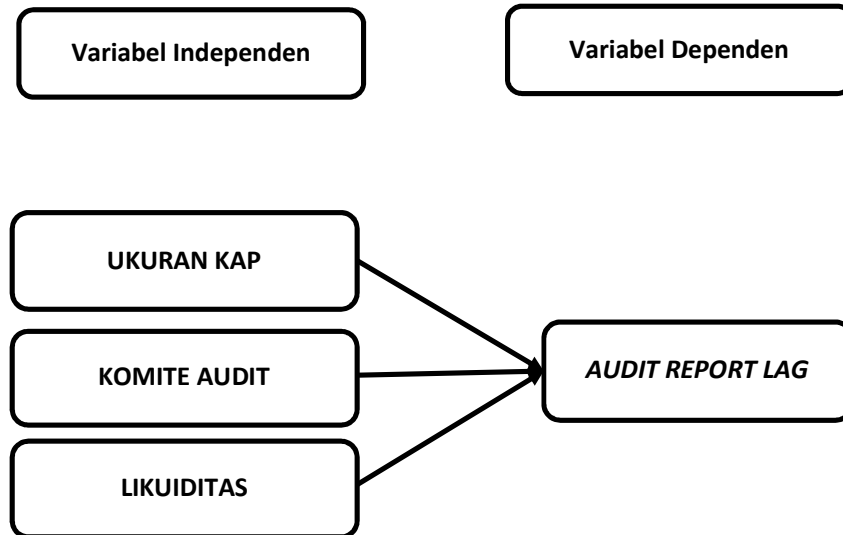 Variabel Independen
Variabel Dependen
UKURAN KAP
KOMITE AUDIT
AUDIT REPORT LAG
LIKUIDITAS